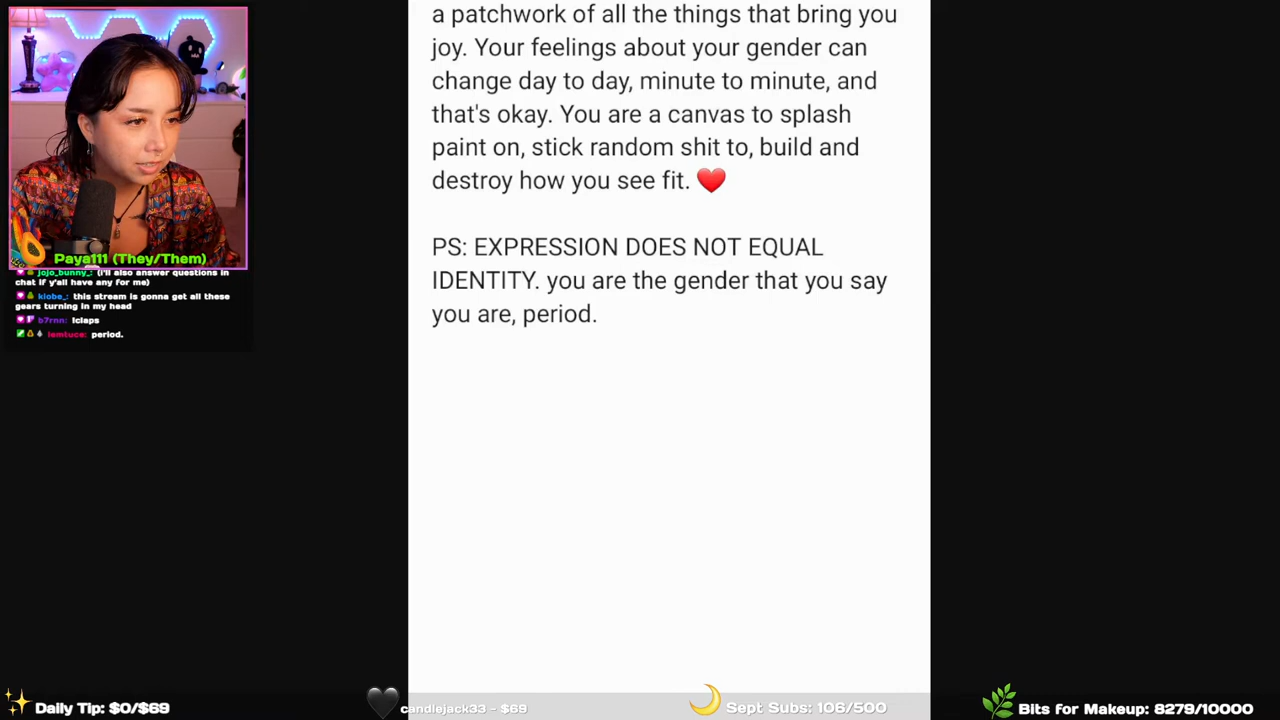 a patchwork of all the things that bring you
joy. Your feelings about your gender can
change day to day, minute to minute, and
that's okay. You are a canvas to splash
paint on, stick random shit to, build and
destroy how you see fit. ❤️
PS: EXPRESSION DOES NOT EQUAL
IDENTITY. you are the gender that you say
you are, period.
Paya111 (They/Them)
jojo_bunny_: (i'll also answer questions in
chat if y'all have any for me)
kiobe_: this stream is gonna get all these
gears turning in my head
b7rnn: !claps
lemtuce: period.
Daily Tip: $0/$69
candlejack33 - $69
Sept Subs: 106/500
Bits for Makeup: 8279/10000